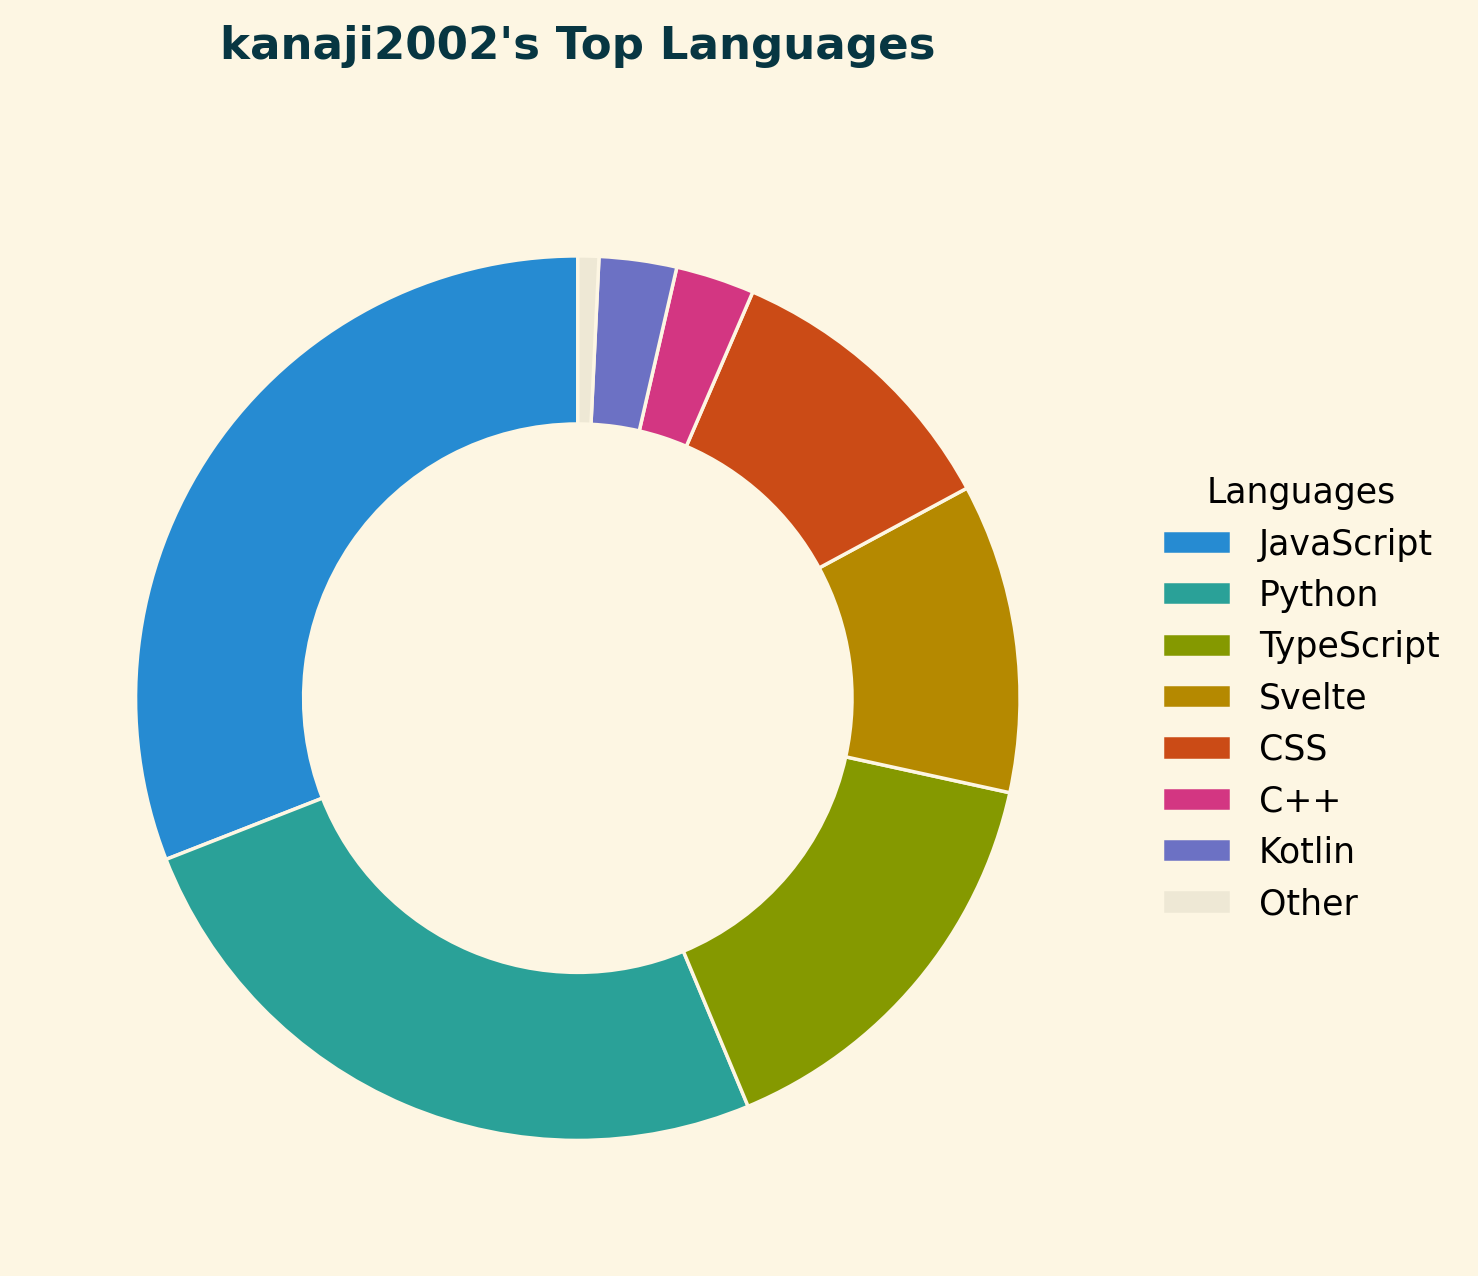 kanaji2002's Top Languages
Languages
JavaScript
Python
TypeScript
Svelte
CSS
C++
Kotlin
Other